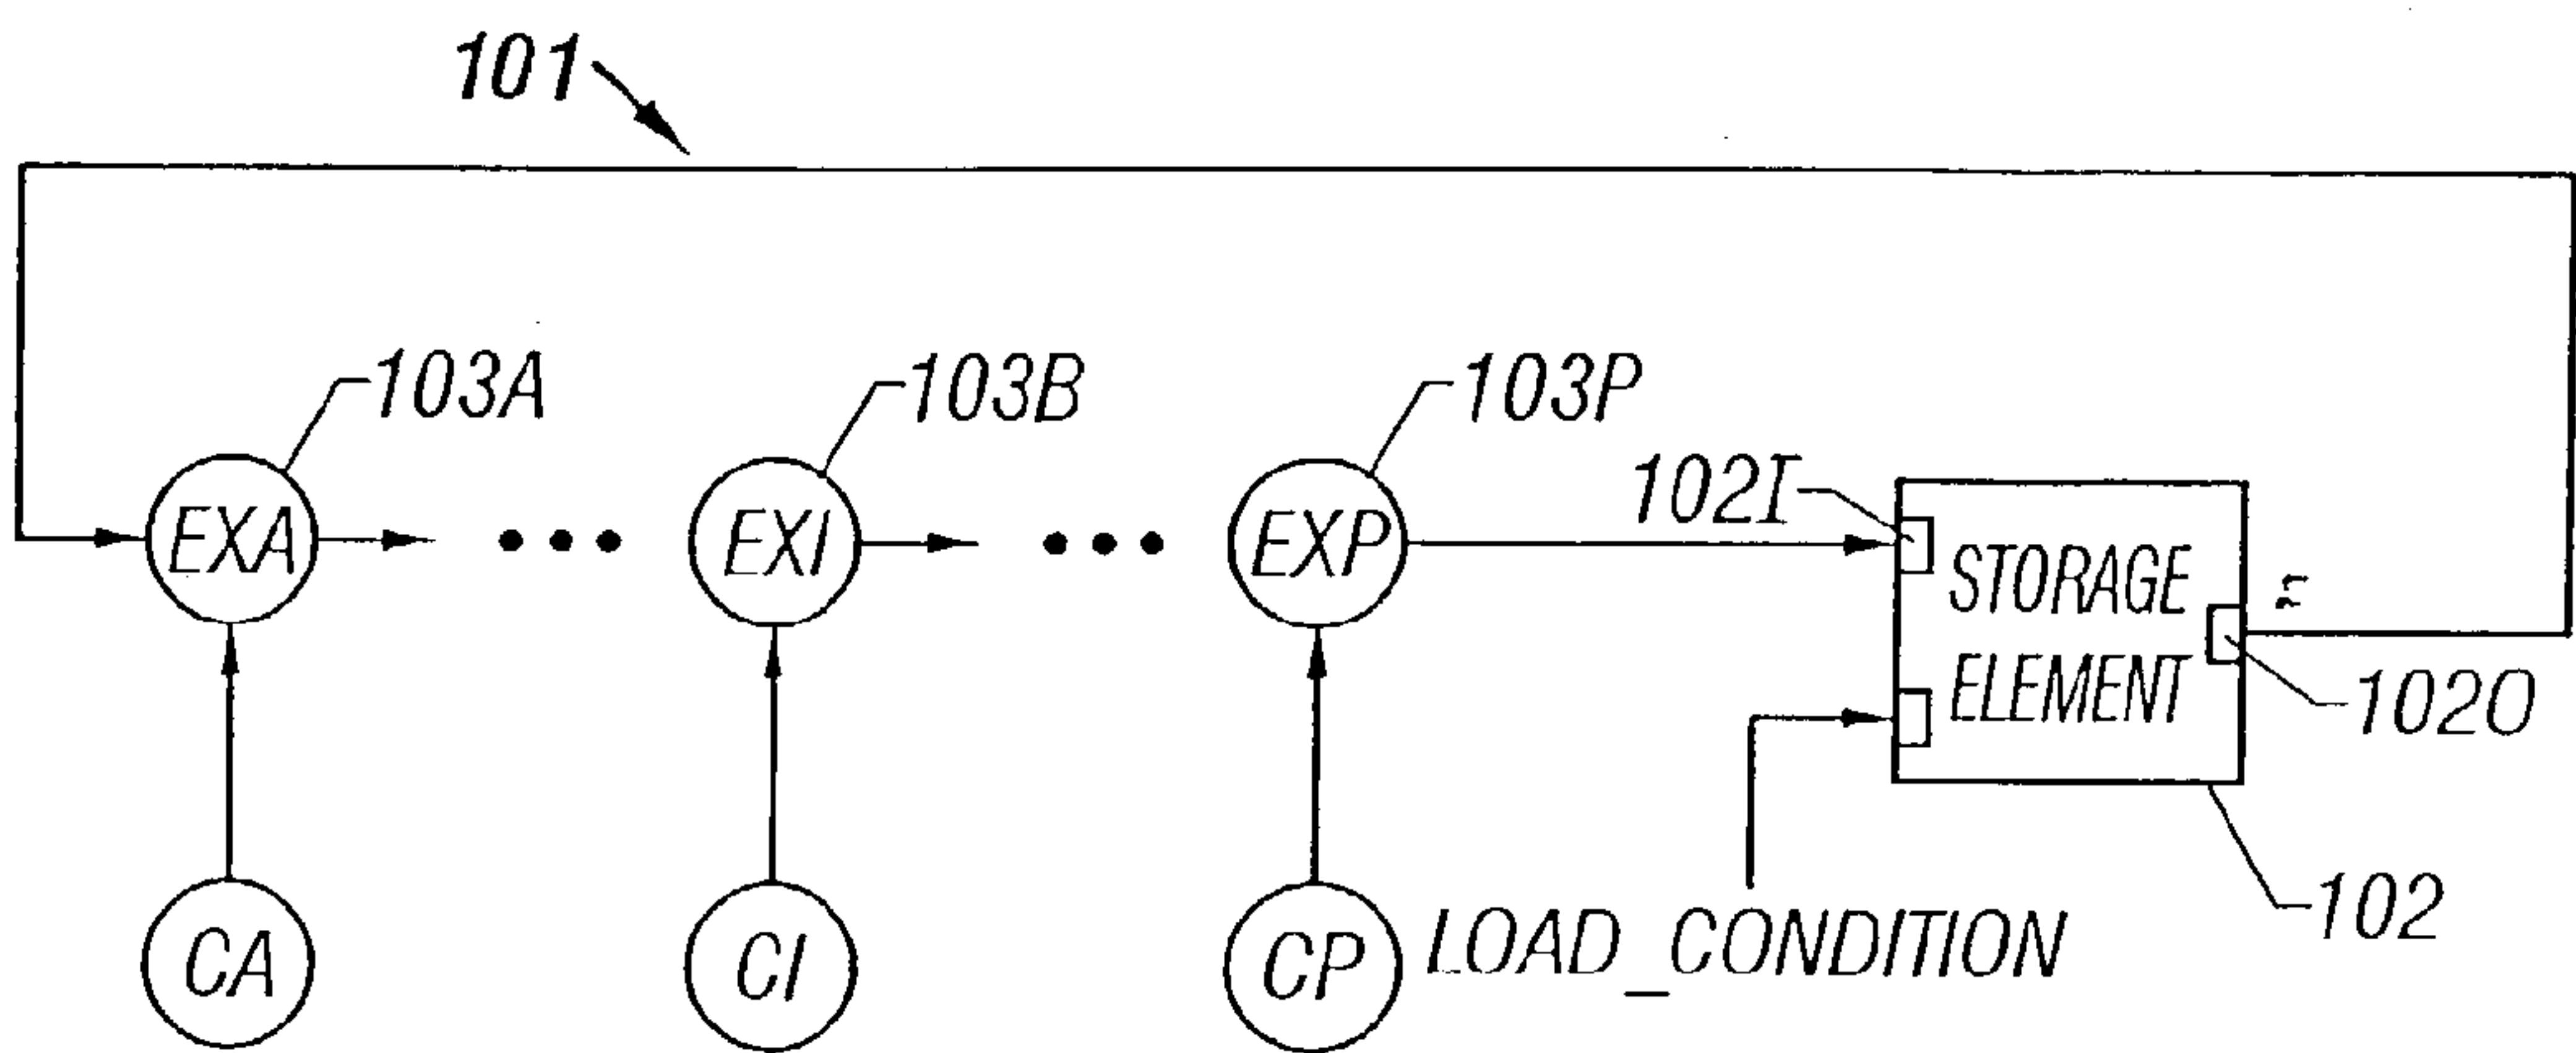 101
103A
103B
103P
102I
EXA
EXI
EXP
STORAGE
ELEMENT
102O
CA
CI
CP
LOAD_CONDITION
102